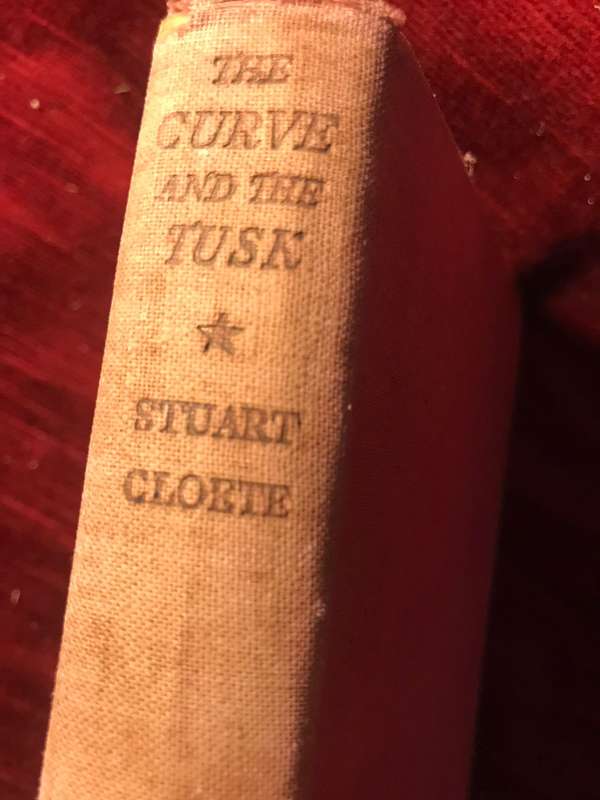 THE
CURVE
AND THE
TUSK
STUART
CLOETE